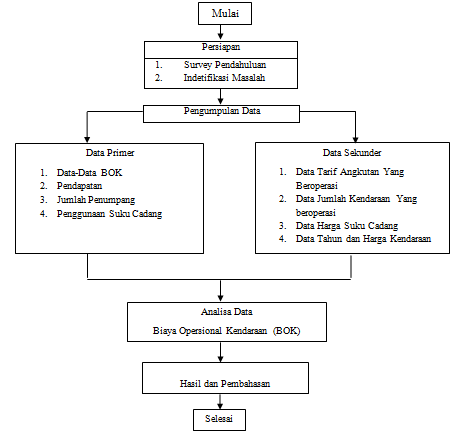 Mulai
Persiapan
1. Survey Pendahuluan
2. Indetifikasi Masalah
Pengumpulan Data
Data Primer
1. Data-Data BOK
2. Pendapatan
3. Jumlah Penumpang
4. Penggunaan Suku Cadang
Data Sekunder
1. Data Tarif Angkutan Yang
Beroperasi
2. Data Jumlah Kendaraan Yang
beroperasi
3. Data Harga Suku Cadang
4. Data Tahun dan Harga Kendaraan
Analisa Data
Biaya Opersional Kendaraan (BOK)
Hasil dan Pembahasan
Selesai